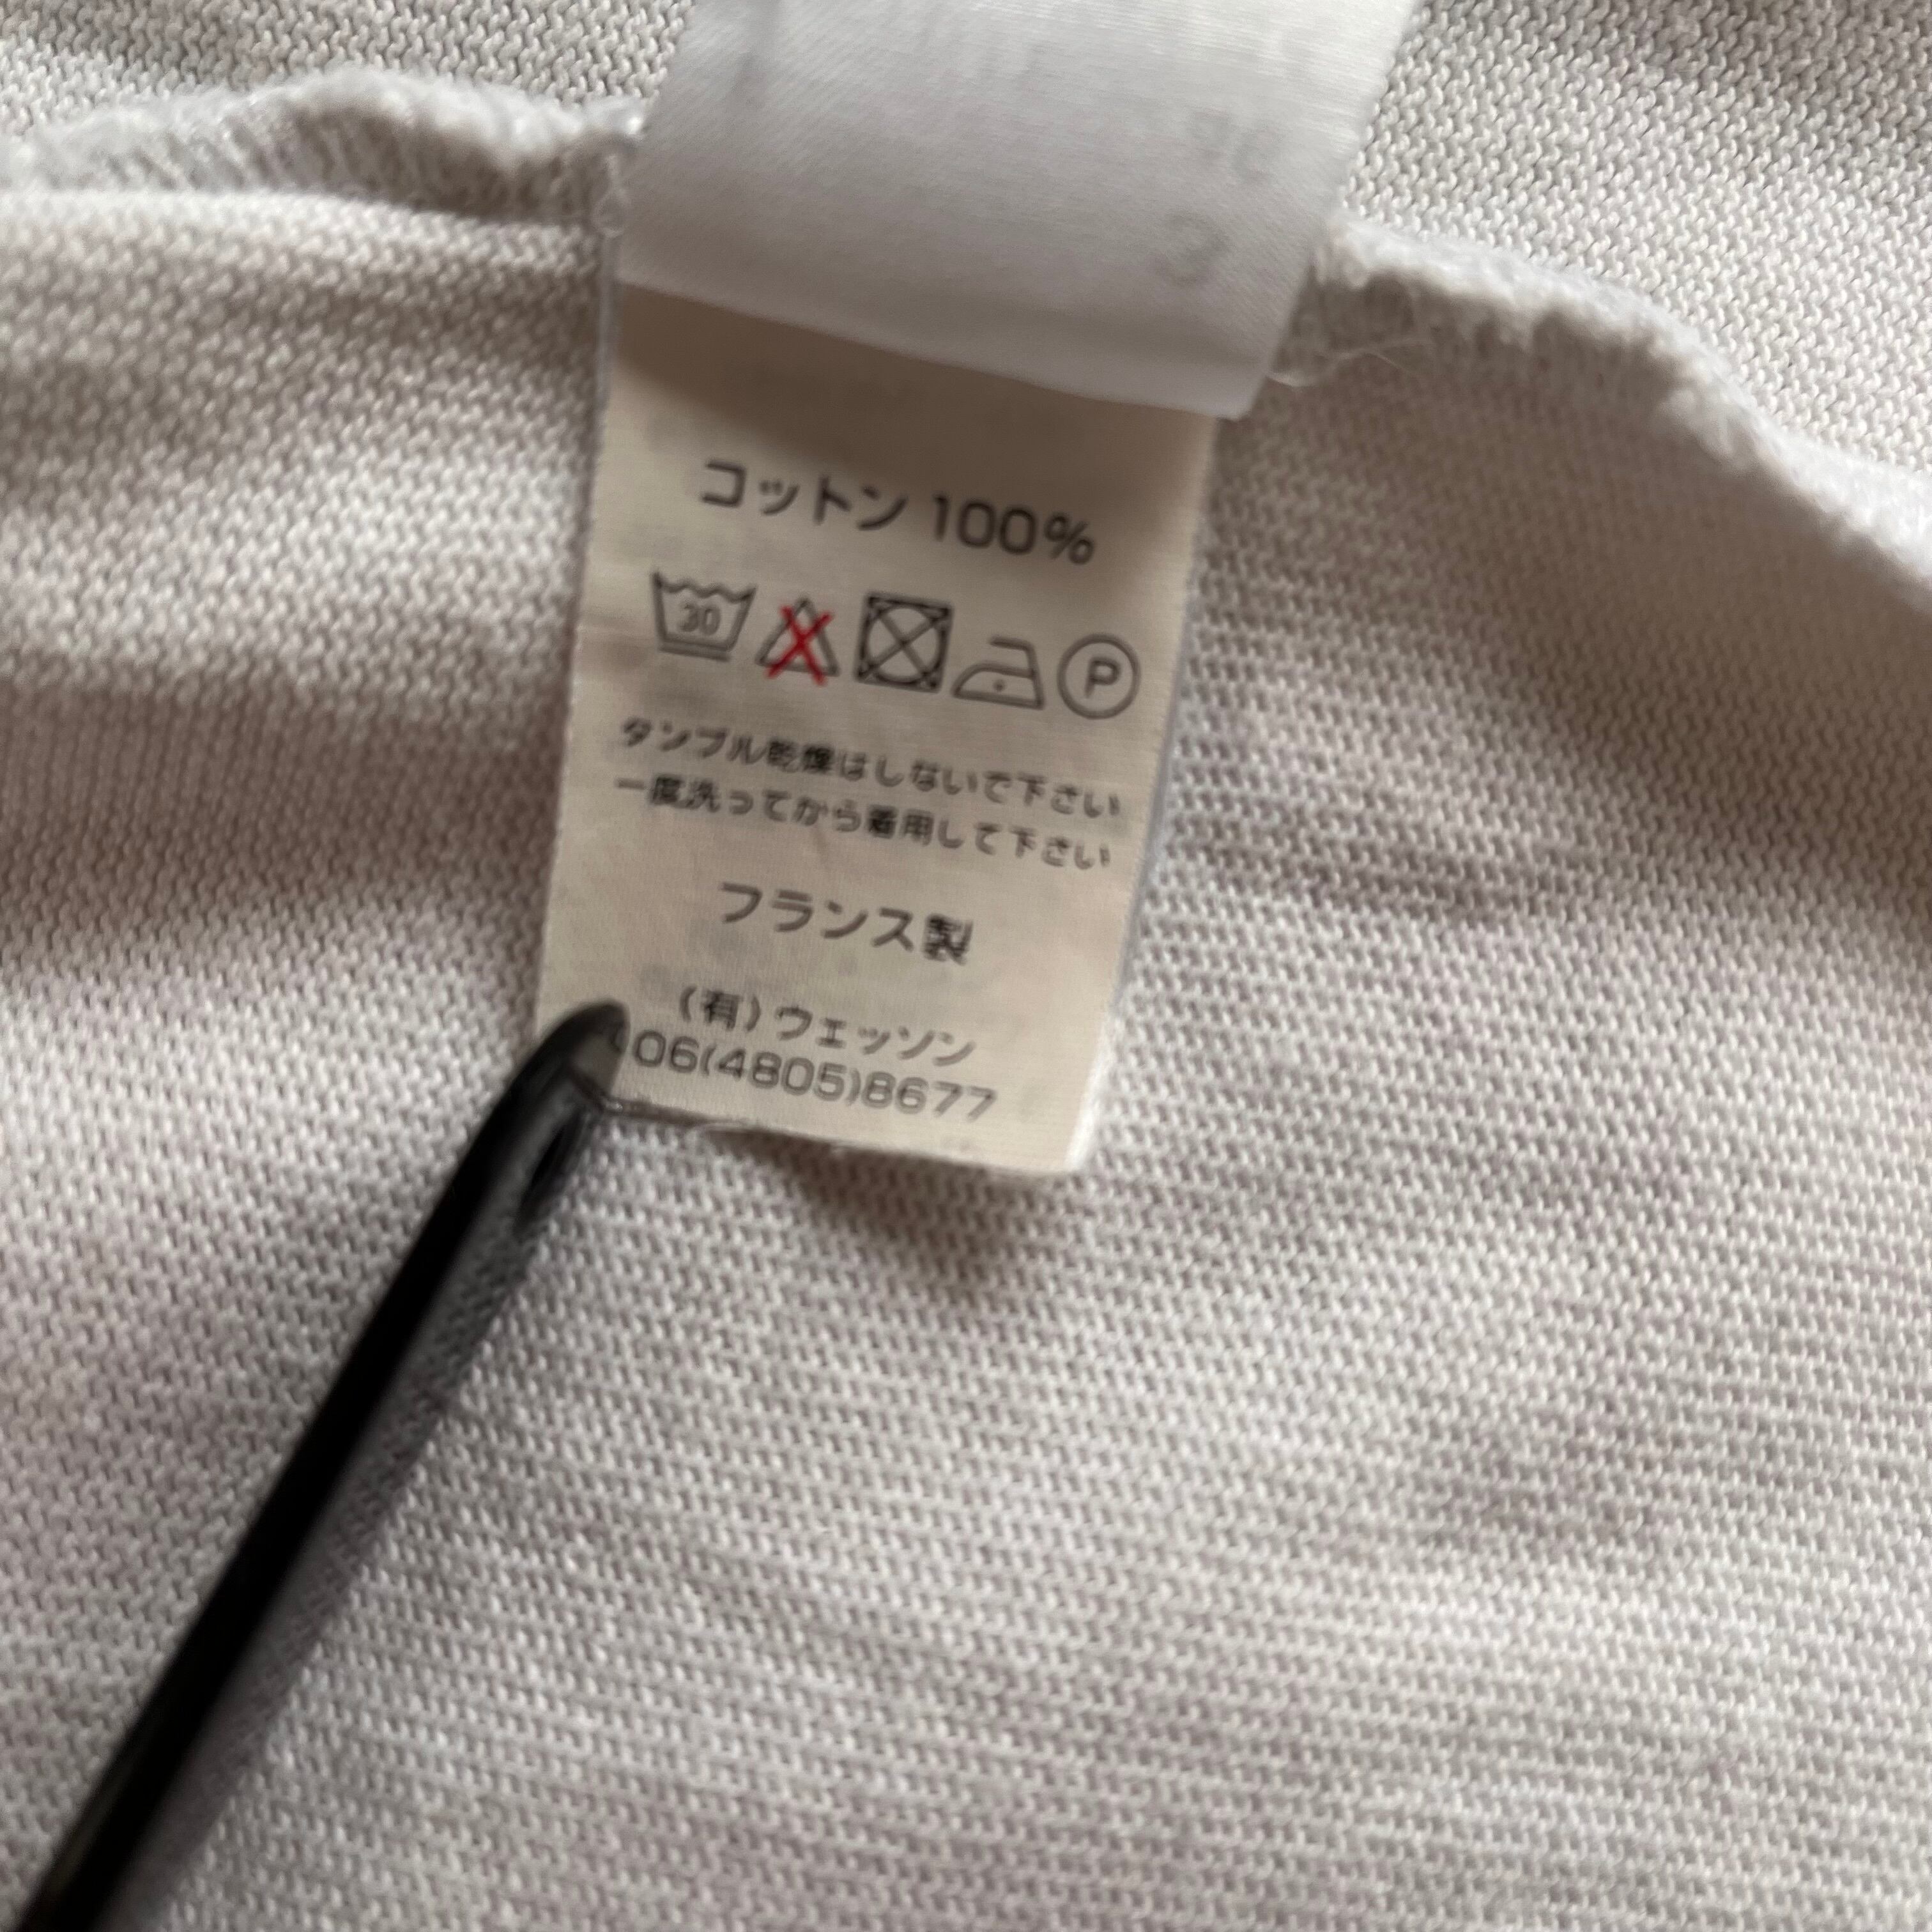 コットン 100%
30
P
タンブル乾燥はしないで下さい
一度洗ってから着用して下さい
フランス製
(有)ウェッソン
06(4805)8677